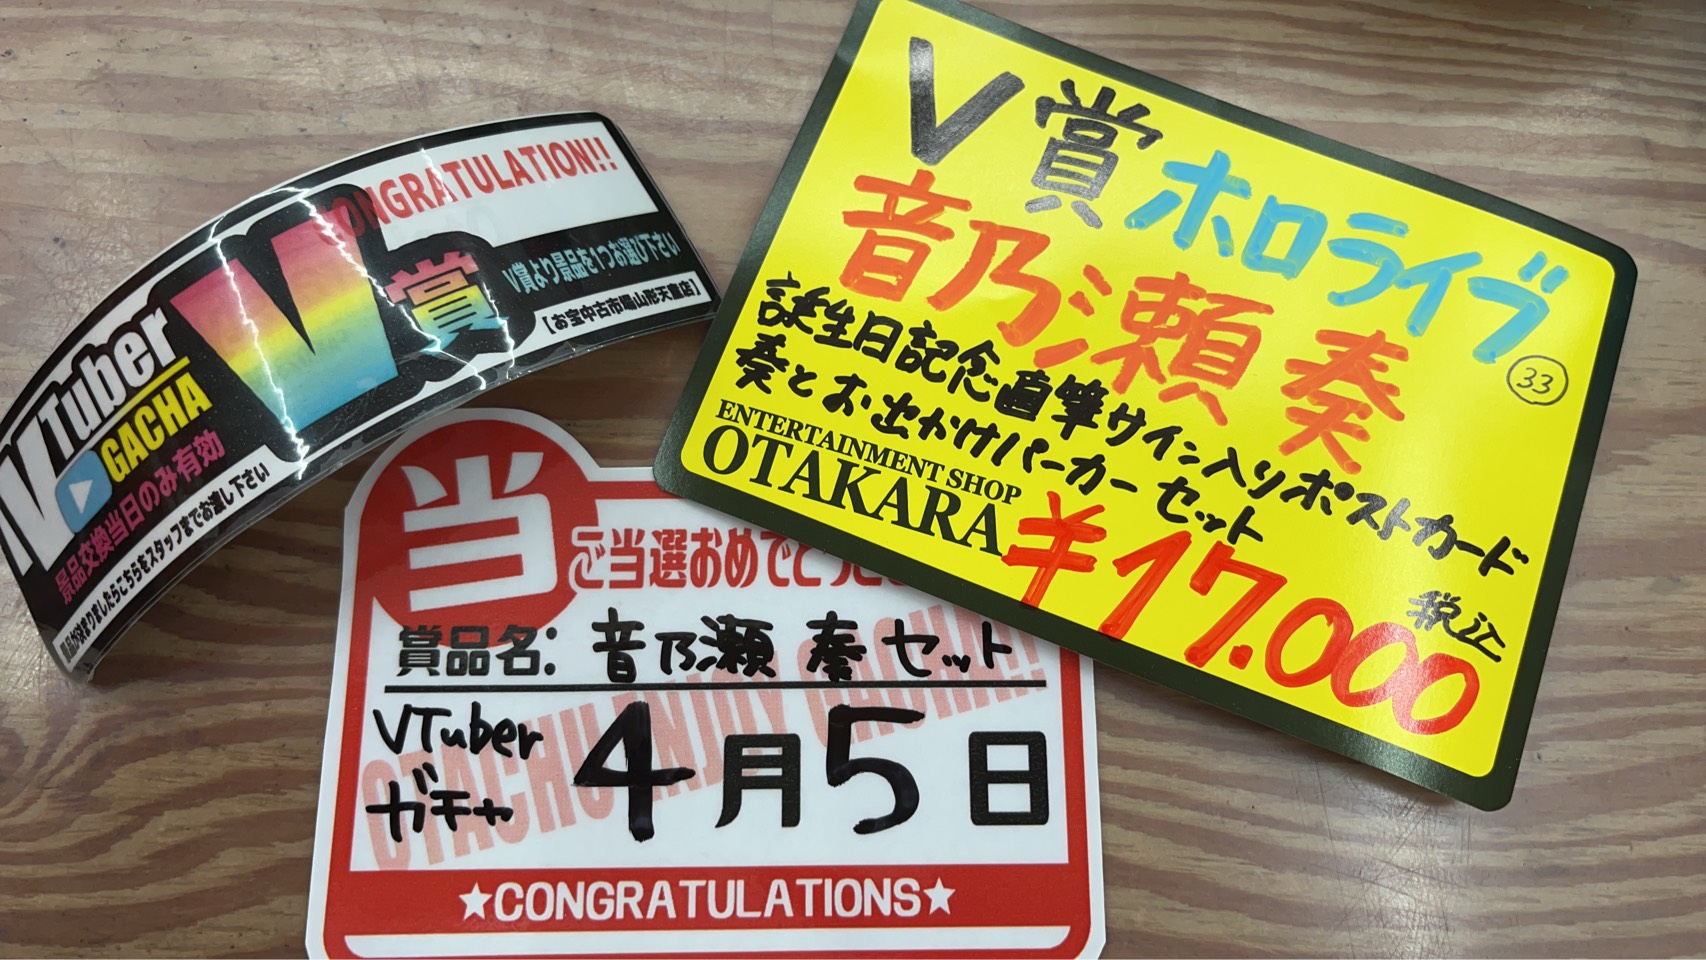 CONGRATULATION!!
V賞
V賞より景品を1つお選び下さい
【お宝中古市場山形天童店】
VTuber
GACHA
景品交換当日のみ有効
景品が決まりましたらこちらをスタッフまでお渡し下さい
V賞 ホロライブ
音乃瀬 奏
33
誕生日記念直筆サイン入りポストカード
奏とお出かけパーカーセット
ENTERTAINMENT SHOP
OTAKARA
¥17.000
税込
当
ご当選おめでとうご
賞品名: 音乃瀬 奏セット
VTuber
ガチャ
4月5日
OTACHU ENJOY GACHA!
★CONGRATULATIONS★